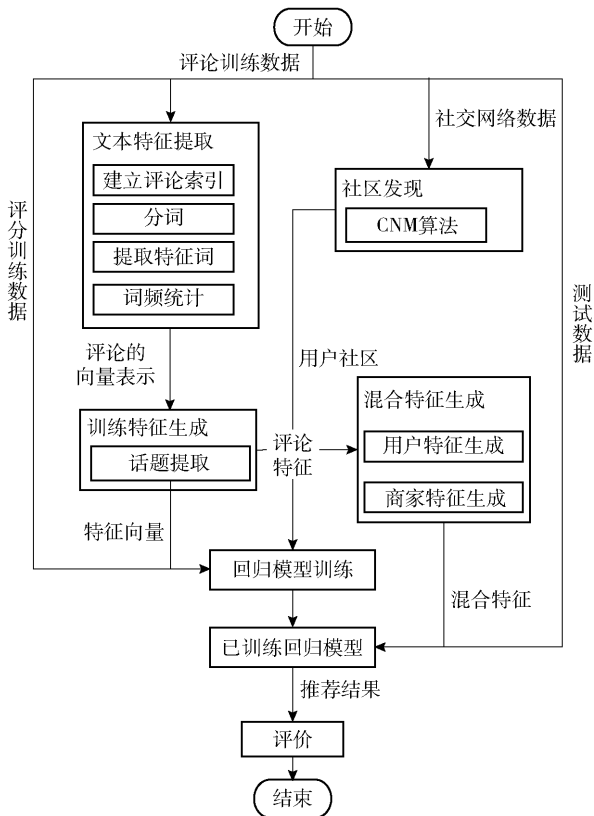 开始
评论训练数据
社交网络数据
文本特征提取
建立评论索引
分词
提取特征词
词频统计
社区发现
CNM算法
评分训练数据
测试数据
评论的
向量表示
用户社区
训练特征生成
话题提取
评论
特征
混合特征生成
用户特征生成
商家特征生成
特征向量
回归模型训练
混合特征
已训练回归模型
推荐结果
评价
结束